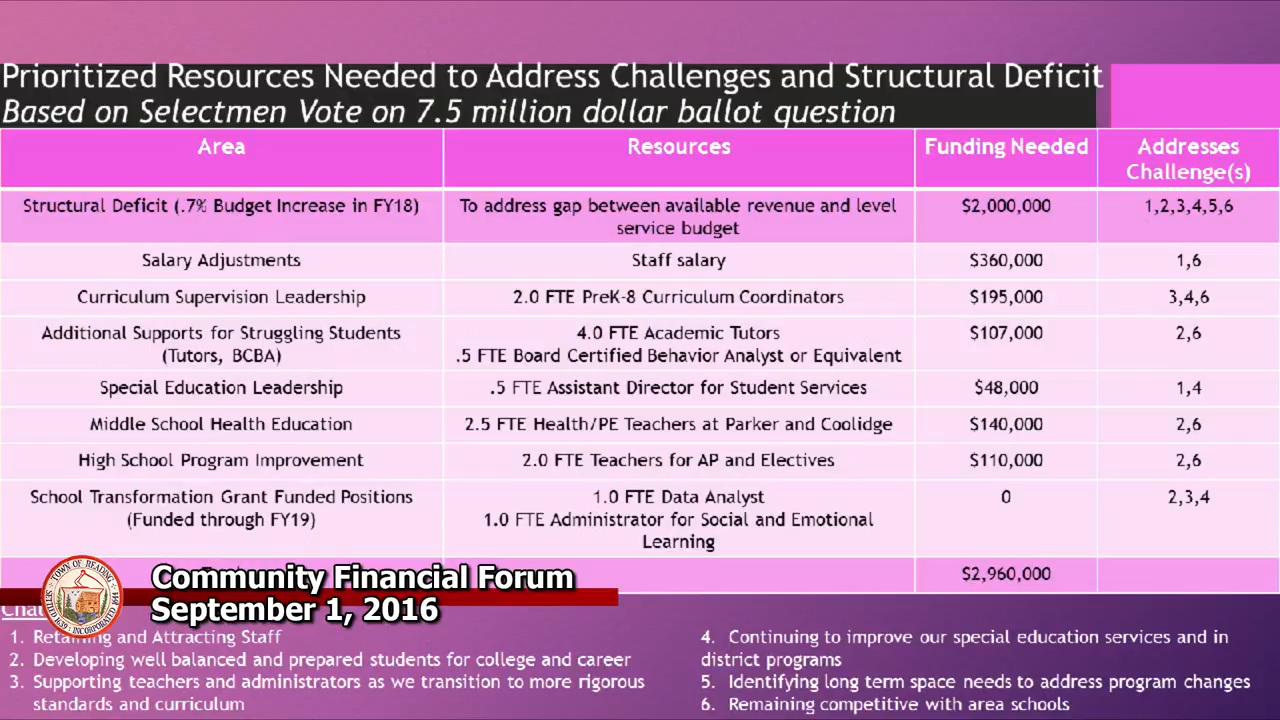 Prioritized Resources Needed to Address Challenges and Structural Deficit
Based on Selectmen Vote on 7.5 million dollar ballot question
Area Resources Funding Needed Addresses
Challenge(s)
Structural Deficit (.7% Budget Increase in FY18) To address gap between available revenue and level $2,000,000 1,2,3,4,5,6
service budget
Salary Adjustments Staff salary $360,000 1,6
Curriculum Supervision Leadership 2.0 FTE PreK-8 Curriculum Coordinators $195,000 3,4,6
Additional Supports for Struggling Students 4.0 FTE Academic Tutors $107,000 2,6
(Tutors, BCBA) .5 FTE Board Certified Behavior Analyst or Equivalent
Special Education Leadership .5 FTE Assistant Director for Student Services $48,000 1,4
Middle School Health Education 2.5 FTE Health/PE Teachers at Parker and Coolidge $140,000 2,6
High School Program Improvement 2.0 FTE Teachers for AP and Electives $110,000 2,6
School Transformation Grant Funded Positions 1.0 FTE Data Analyst 0 2,3,4
(Funded through FY19) 1.0 FTE Administrator for Social and Emotional
Learning
$2,960,000
TOWN OF READING
INCORPORATED
Community Financial Forum
September 1, 2016
1. Retaining and Attracting Staff
2. Developing well balanced and prepared students for college and career
3. Supporting teachers and administrators as we transition to more rigorous
standards and curriculum
4. Continuing to improve our special education services and in
district programs
5. Identifying long term space needs to address program changes
6. Remaining competitive with area schools